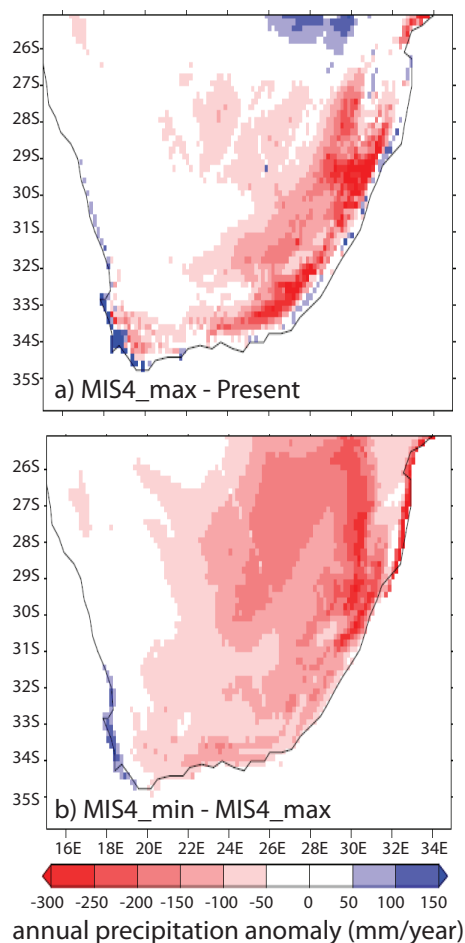 26S
27S
28S
29S
30S
31S
32S
33S
34S
35S
a) MIS4_max - Present
26S
27S
28S
29S
30S
31S
32S
33S
34S
35S
b) MIS4_min - MIS4_max
16E 18E 20E 22E 24E 26E 28E 30E 32E 34E
-300 -250 -200 -150 -100 -50 0 50 100 150
annual precipitation anomaly (mm/year)